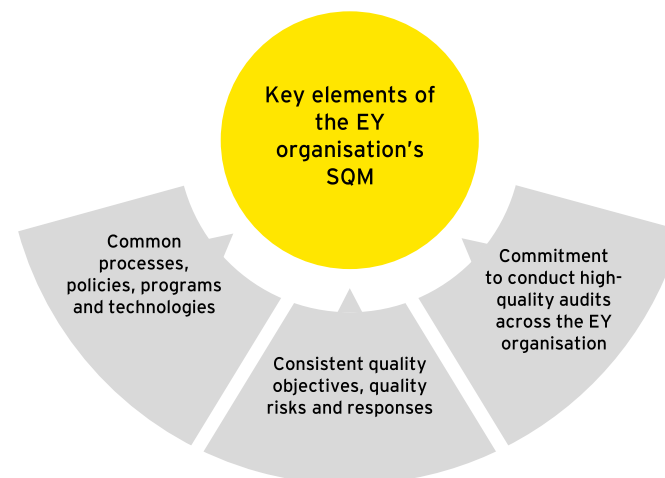 Key elements of
the EY
organisation's
SQM
Common
processes,
policies, programs
and technologies
Consistent quality
objectives, quality
risks and responses
Commitment
to conduct high-
quality audits
across the EY
organisation